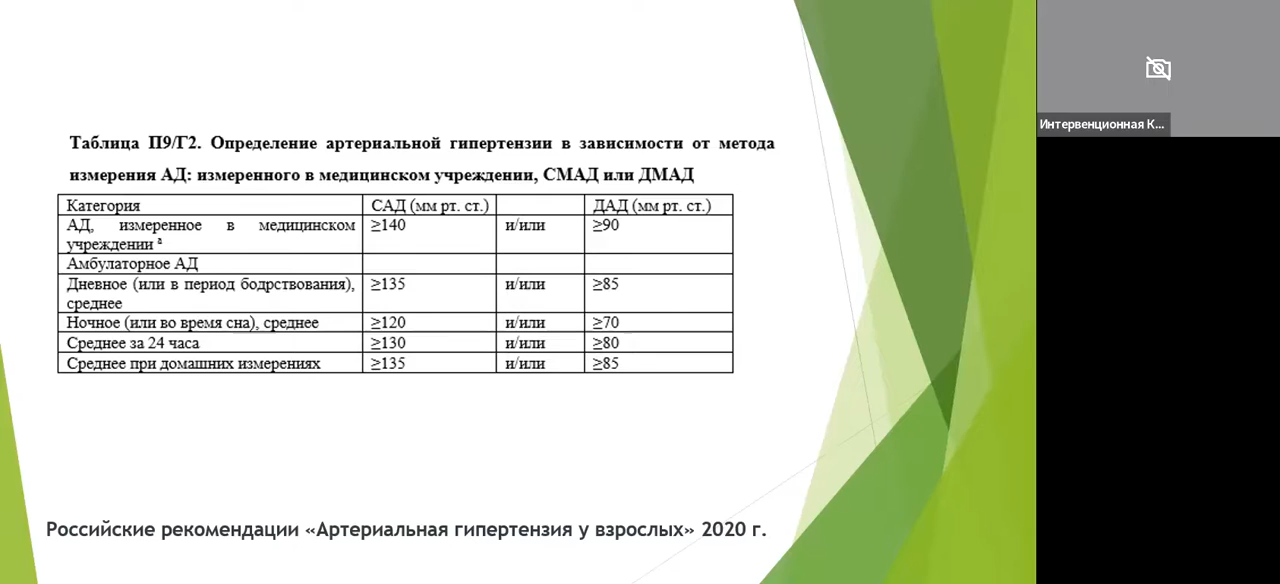 Таблица П9/Г2. Определение артериальной гипертензии в зависимости от метода
измерения АД: измеренного в медицинском учреждении, СМАД или ДМАД
Категория САД (мм рт. ст.) ДАД (мм рт. ст.)
АД, измеренное в медицинском учреждении а ≥140 и/или ≥90
Амбулаторное АД
Дневное (или в период бодрствования), среднее ≥135 и/или ≥85
Ночное (или во время сна), среднее ≥120 и/или ≥70
Среднее за 24 часа ≥130 и/или ≥80
Среднее при домашних измерениях ≥135 и/или ≥85
Российские рекомендации «Артериальная гипертензия у взрослых» 2020 г.
Интервенционная К...